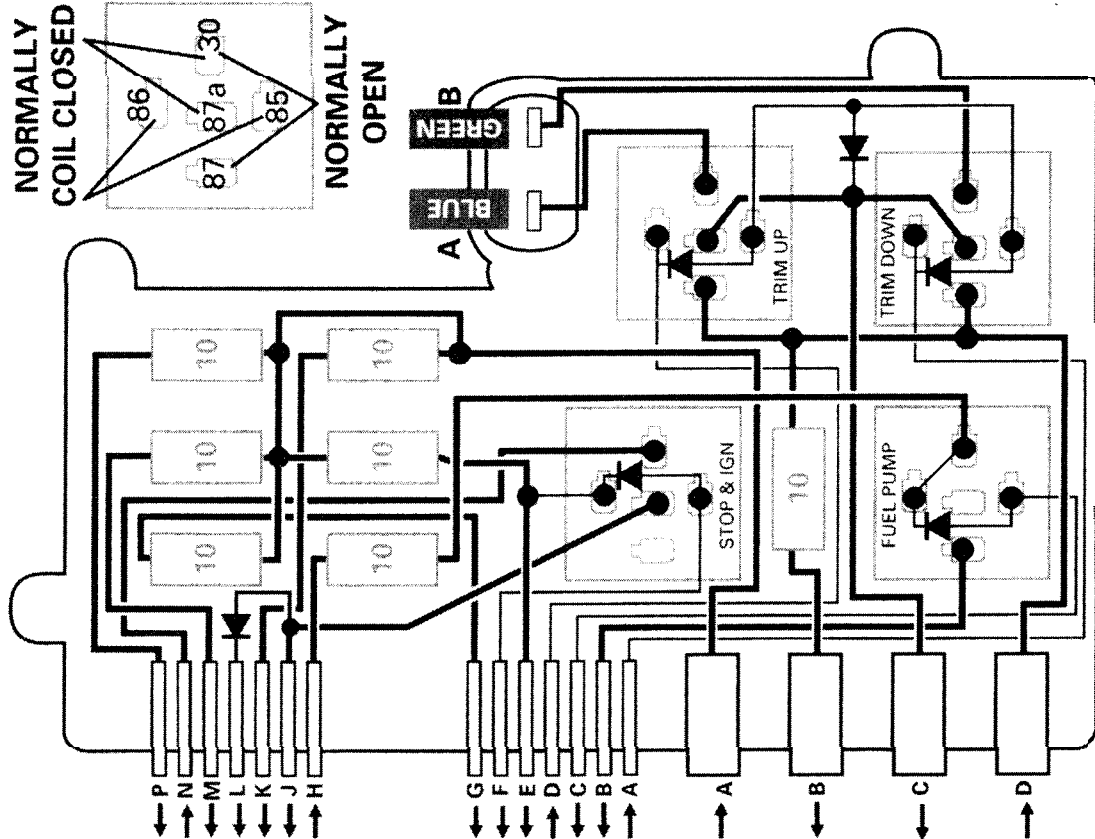 NORMALLY
COIL CLOSED
30
86
87a
85
87
NORMALLY
OPEN
B
GREEN
BLUE
A
TRIM UP
TRIM DOWN
10
10
10
10
10
10
STOP & IGN
10
FUEL PUMP
P
N
M
L
K
J
H
G
F
E
D
C
B
A
A
B
C
D